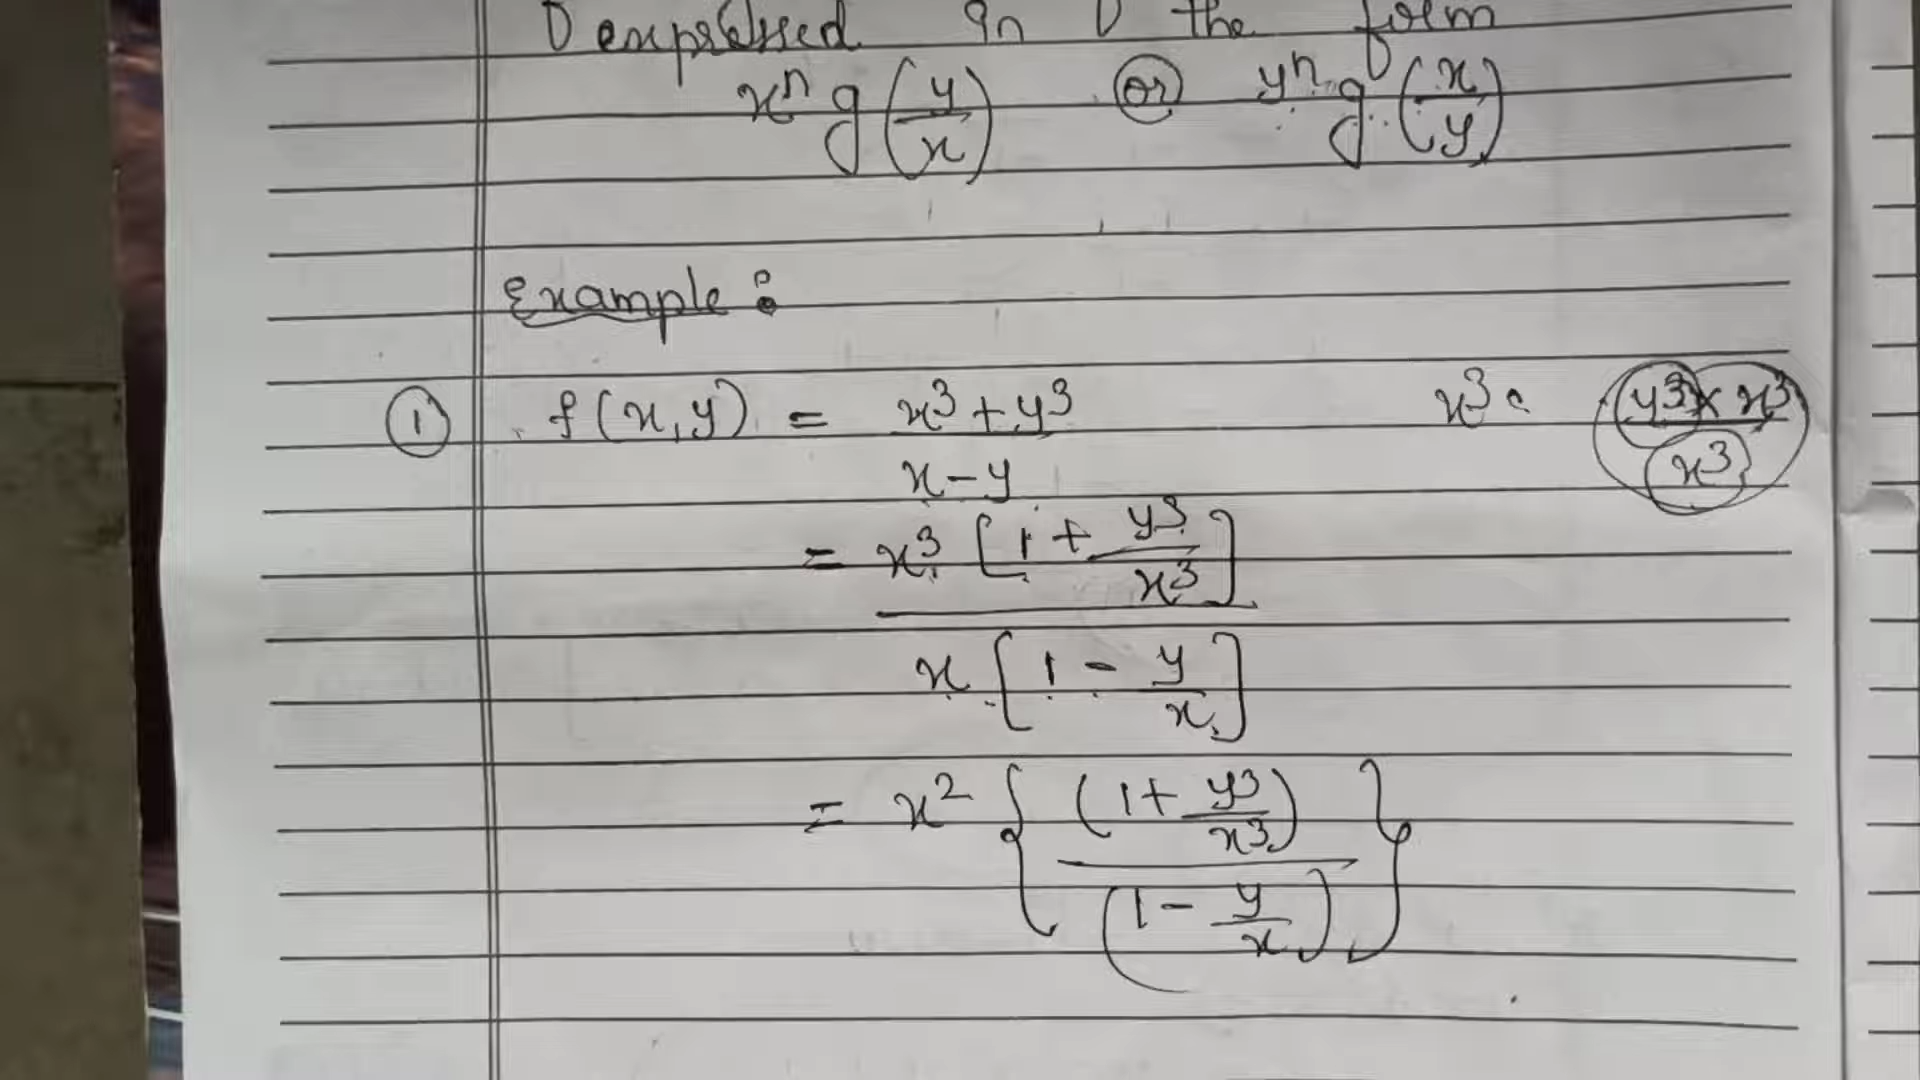 expressed in the form
xⁿ g(y/x) or yⁿ g(x/y)
Example :
① f(x,y) = x³+y³ / x-y
x³ y³ x x³ / x³
= x³ [1 + y³/x³] / x [1 - y/x]
= x² { (1 + y³/x³) / (1 - y/x) }